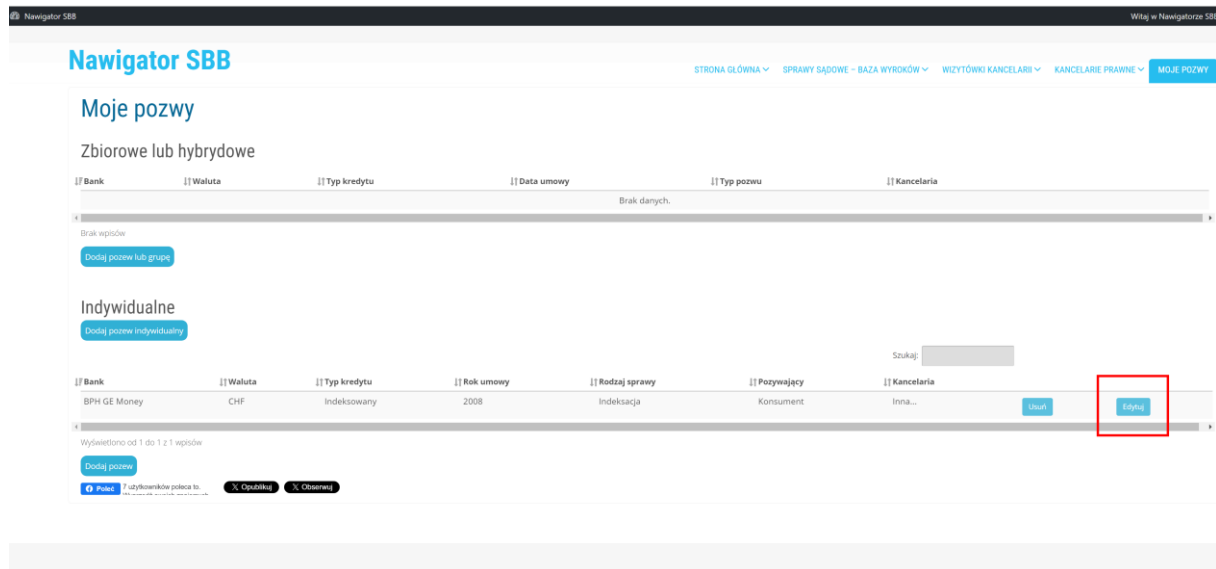 Nawigator SBB Witaj w Nawigatorze SBB
Nawigator SBB
STRONA GŁÓWNA SPRAWY SĄDOWE – BAZA WYROKÓW WIZYTÓWKI KANCELARII KANCELARIE PRAWNE MOJE POZWY
Moje pozwy
Zbiorowe lub hybrydowe
Bank Waluta Typ kredytu Data umowy Typ pozwu Kancelaria
Brak danych.
Brak wpisów
Dodaj pozew lub grupę
Indywidualne
Dodaj pozew indywidualny
Szukaj:
Bank Waluta Typ kredytu Rok umowy Rodzaj sprawy Pozywający Kancelaria
BPH GE Money CHF Indeksowany 2008 Indeksacja Konsument Inna... Usuń Edytuj
Wyświetlono od 1 do 1 z 1 wpisów
Dodaj pozew
Poleć 7 użytkowników poleca to. X Opublikuj X Obserwuj